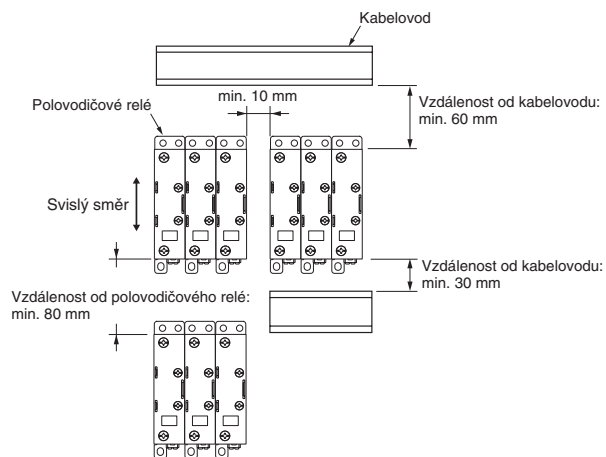 Kabelovod
min. 10 mm
Vzdálenost od kabelovodu:
min. 60 mm
Polovodičové relé
Svislý směr
Vzdálenost od kabelovodu:
min. 30 mm
Vzdálenost od polovodičového relé:
min. 80 mm